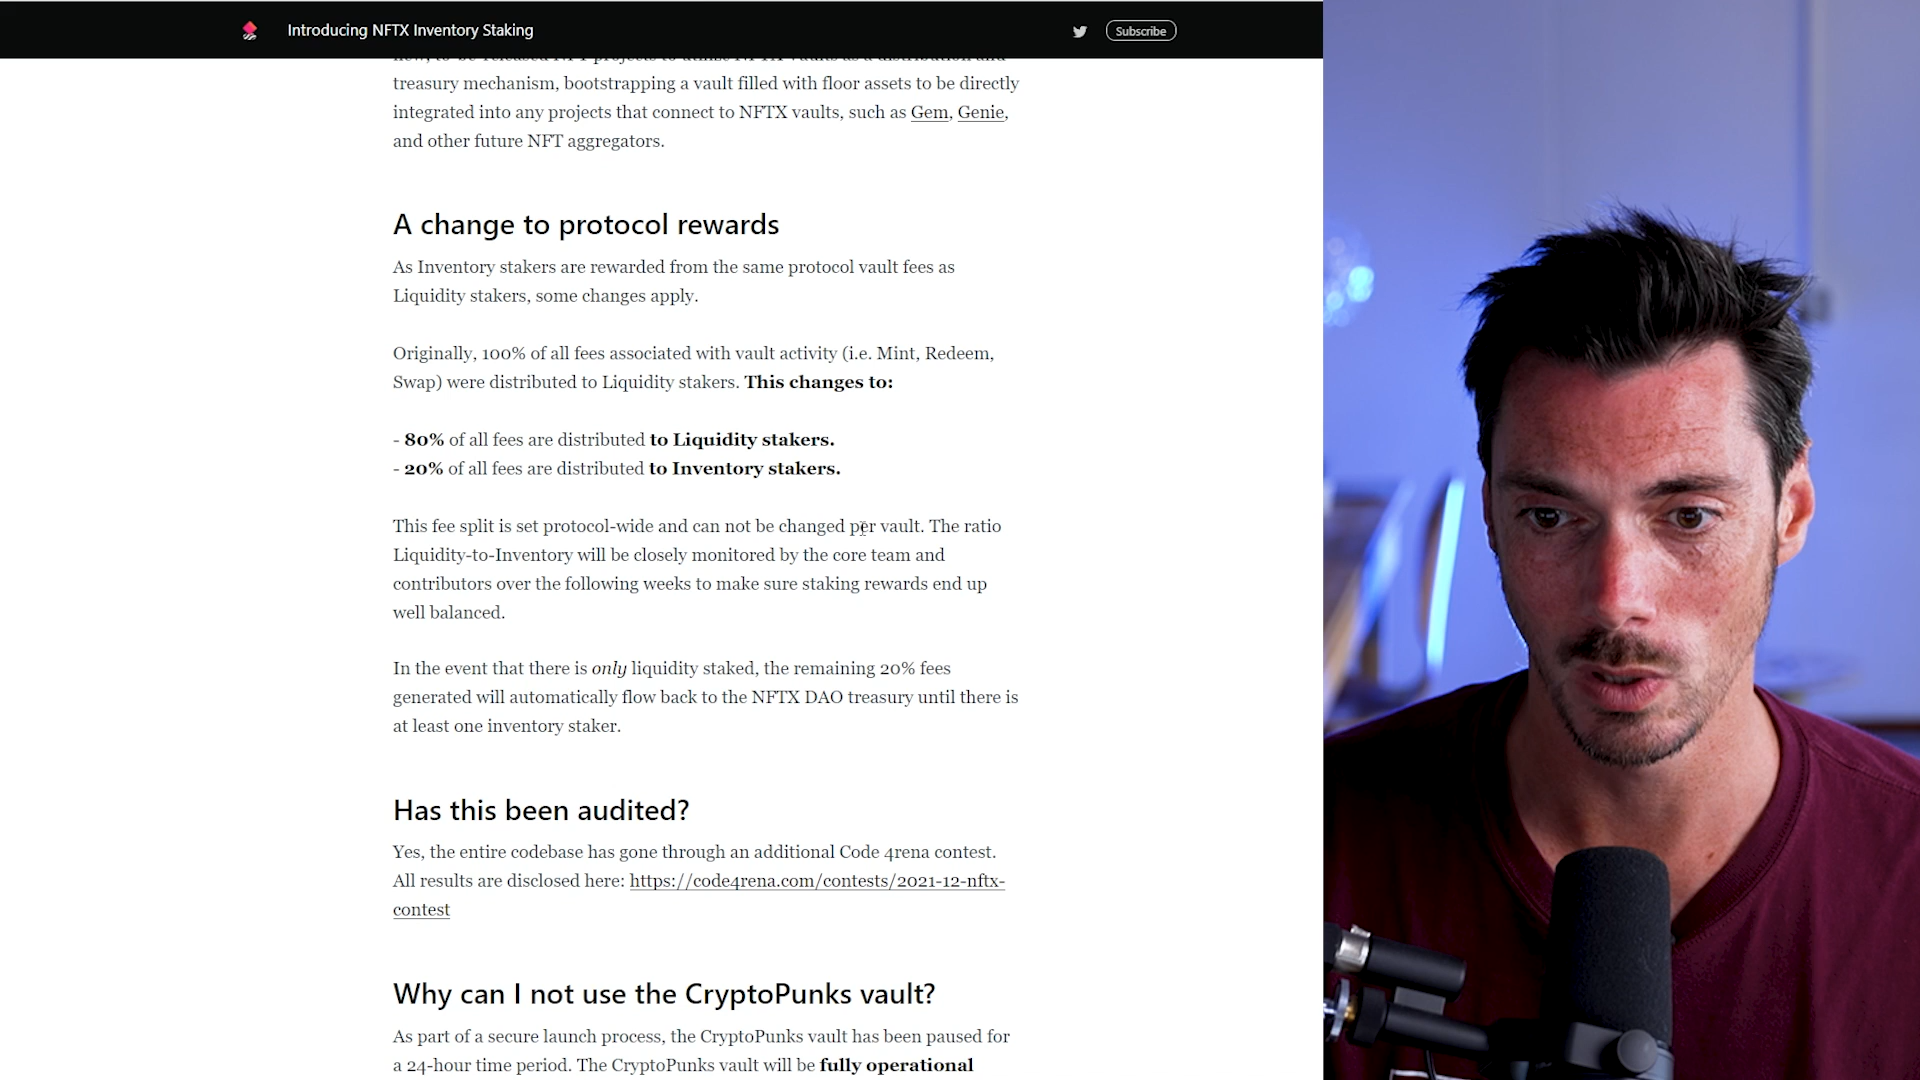 Introducing NFTX Inventory Staking
Subscribe
new, to-be-released NFT projects to utilize NFTX vaults as a distribution and
treasury mechanism, bootstrapping a vault filled with floor assets to be directly
integrated into any projects that connect to NFTX vaults, such as Gem, Genie,
and other future NFT aggregators.
A change to protocol rewards
As Inventory stakers are rewarded from the same protocol vault fees as
Liquidity stakers, some changes apply.
Originally, 100% of all fees associated with vault activity (i.e. Mint, Redeem,
Swap) were distributed to Liquidity stakers. This changes to:
- 80% of all fees are distributed to Liquidity stakers.
- 20% of all fees are distributed to Inventory stakers.
This fee split is set protocol-wide and can not be changed per vault. The ratio
Liquidity-to-Inventory will be closely monitored by the core team and
contributors over the following weeks to make sure staking rewards end up
well balanced.
In the event that there is only liquidity staked, the remaining 20% fees
generated will automatically flow back to the NFTX DAO treasury until there is
at least one inventory staker.
Has this been audited?
Yes, the entire codebase has gone through an additional Code 4rena contest.
All results are disclosed here: https://code4rena.com/contests/2021-12-nftx-
contest
Why can I not use the CryptoPunks vault?
As part of a secure launch process, the CryptoPunks vault has been paused for
a 24-hour time period. The CryptoPunks vault will be fully operational